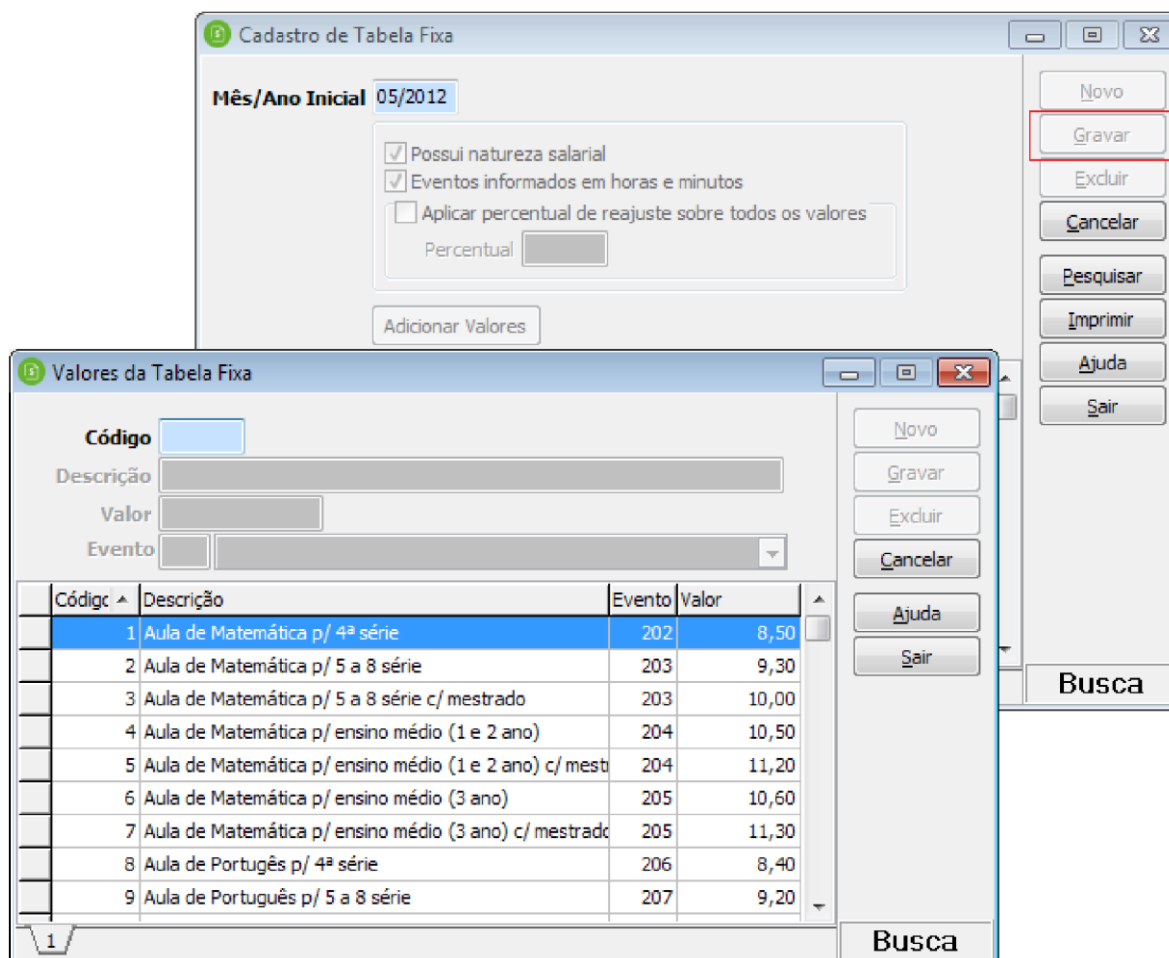 Cadastro de Tabela Fixa
Mês/Ano Inicial 05/2012
Possui natureza salarial
Eventos informados em horas e minutos
Aplicar percentual de reajuste sobre todos os valores
Percentual
Adicionar Valores
Novo
Gravar
Excluir
Cancelar
Pesquisar
Imprimir
Ajuda
Sair
Busca
Valores da Tabela Fixa
Código
Descrição
Valor
Evento
Novo
Gravar
Excluir
Cancelar
Ajuda
Sair
Códigc Descrição Evento Valor
1 Aula de Matemática p/ 4ª série 202 8,50
2 Aula de Matemática p/ 5 a 8 série 203 9,30
3 Aula de Matemática p/ 5 a 8 série c/ mestrado 203 10,00
4 Aula de Matemática p/ ensino médio (1 e 2 ano) 204 10,50
5 Aula de Matemática p/ ensino médio (1 e 2 ano) c/ mestr 204 11,20
6 Aula de Matemática p/ ensino médio (3 ano) 205 10,60
7 Aula de Matemática p/ ensino médio (3 ano) c/ mestrado 205 11,30
8 Aula de Portugês p/ 4ª série 206 8,40
9 Aula de Português p/ 5 a 8 série 207 9,20
1
Busca